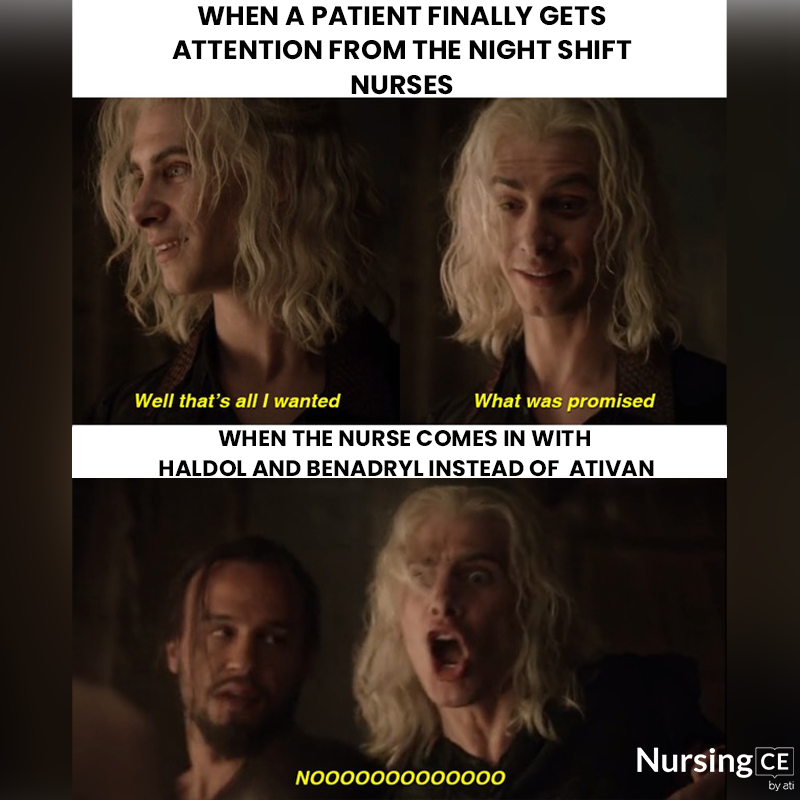 WHEN A PATIENT FINALLY GETS
ATTENTION FROM THE NIGHT SHIFT
NURSES
Well that's all I wanted
What was promised
WHEN THE NURSE COMES IN WITH
HALDOL AND BENADRYL INSTEAD OF ATIVAN
NOOOOOOOOOOOOO
Nursing CE
by ati